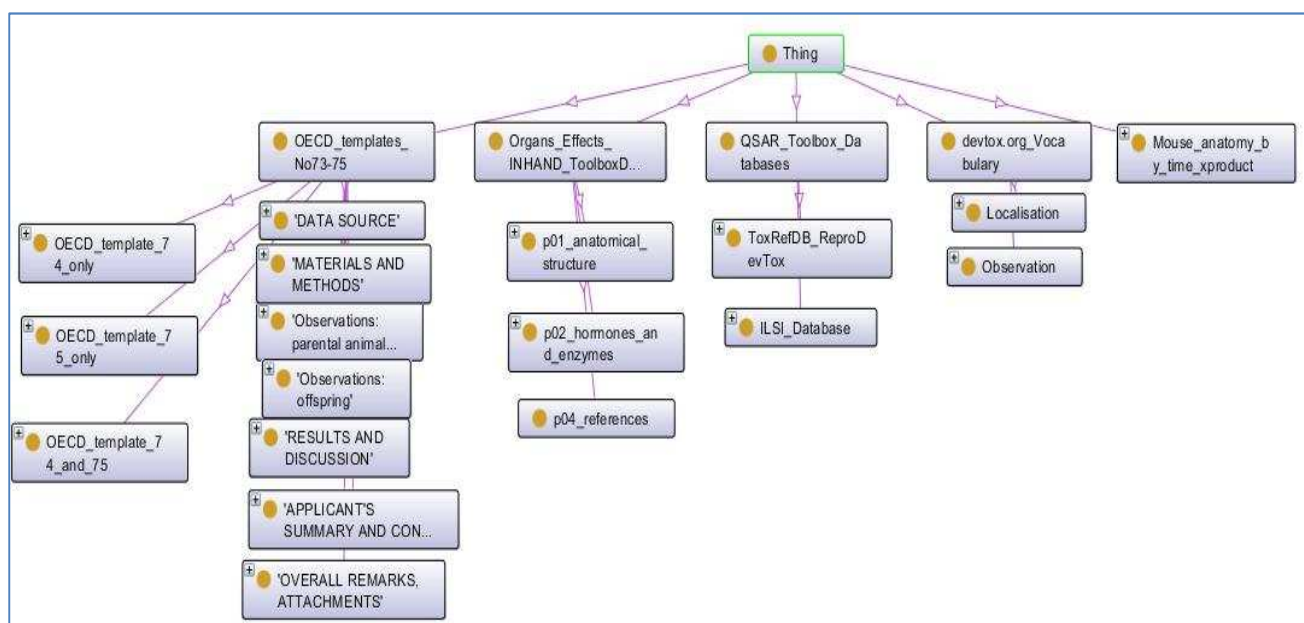 Thing
OECD_templates_
No73-75
Organs_Effects_
INHAND_ToolboxD...
QSAR_Toolbox_Da
tabases
devtox.org_Voca
bulary
Mouse_anatomy_b
y_time_xproduct
OECD_template_7
4_only
OECD_template_7
5_only
OECD_template_7
4_and_75
'DATA SOURCE'
'MATERIALS AND
METHODS'
'Observations:
parental animal...
'Observations:
offspring'
'RESULTS AND
DISCUSSION'
'APPLICANT'S
SUMMARY AND CON...
'OVERALL REMARKS,
ATTACHMENTS'
p01_anatomical_
structure
p02_hormones_an
d_enzymes
p04_references
ToxRefDB_ReproD
evTox
ILSI_Database
Localisation
Observation